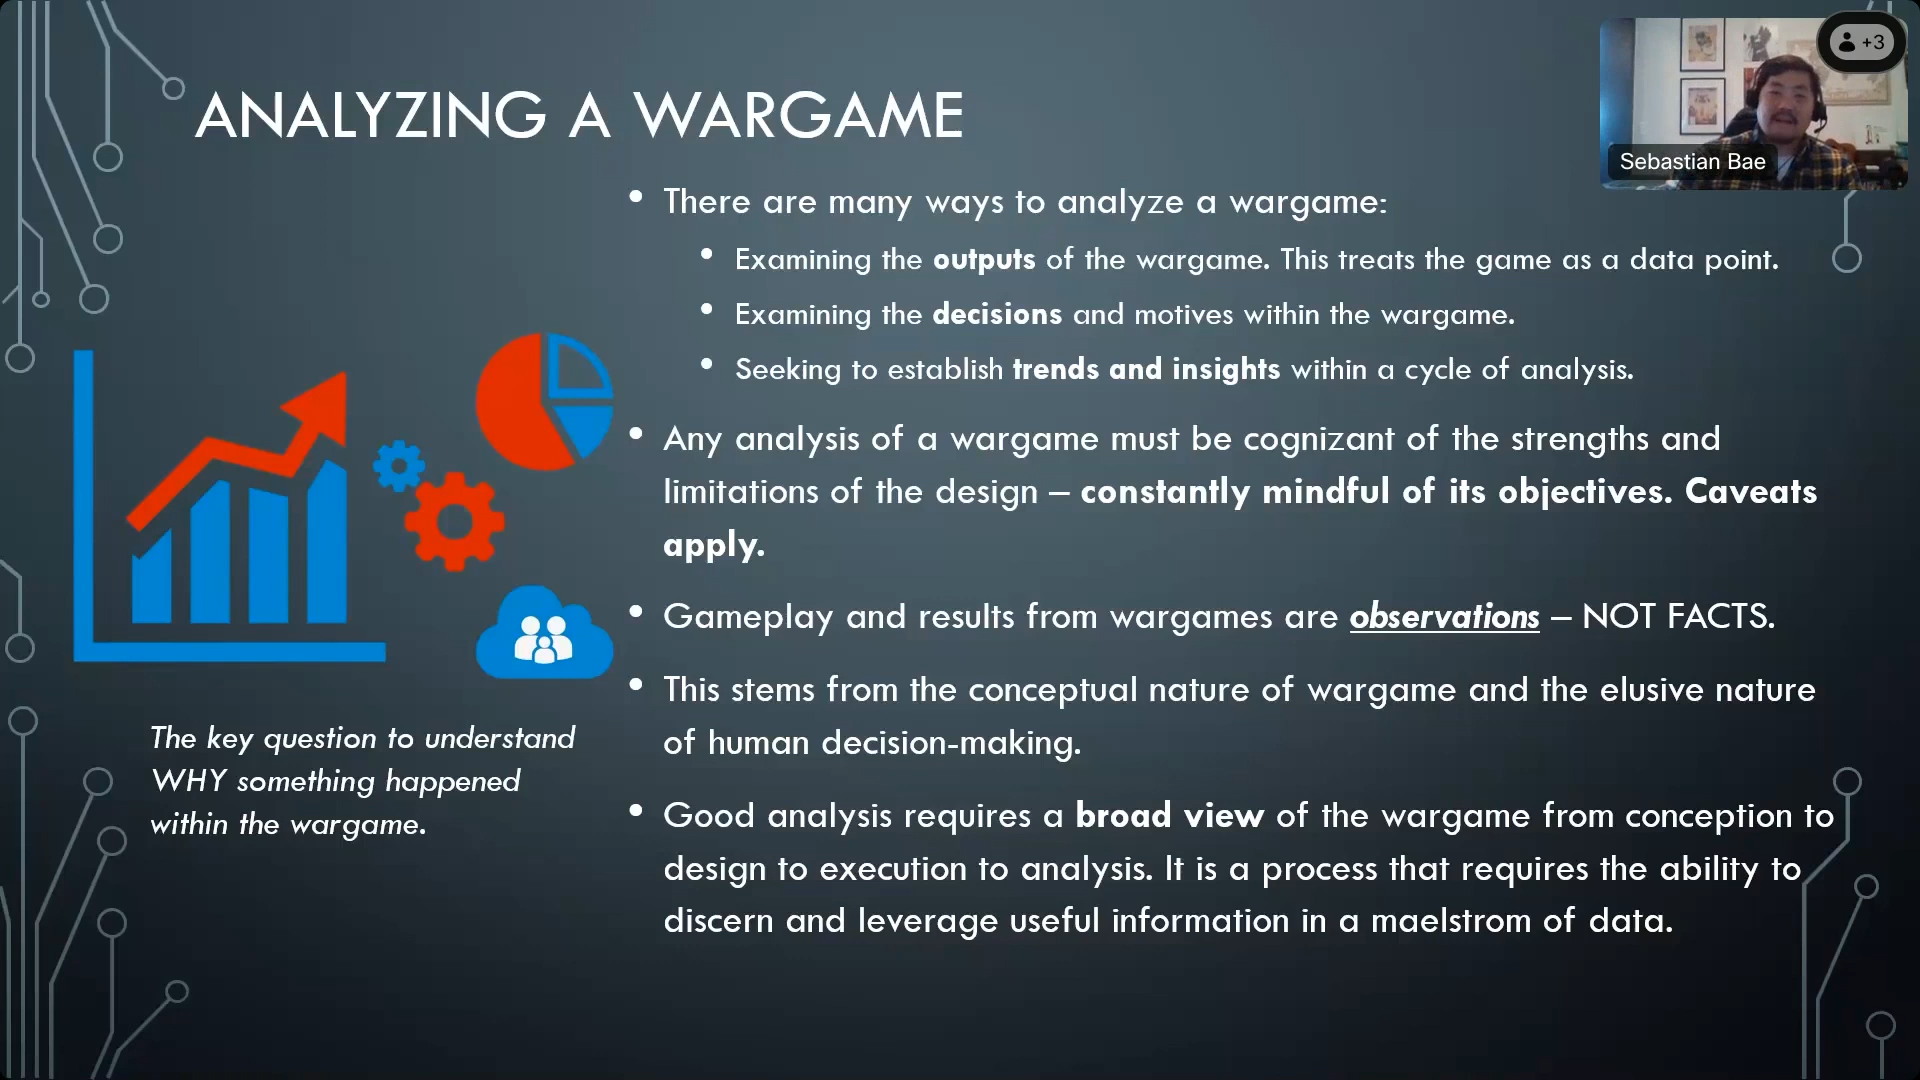 ANALYZING A WARGAME
+3
Sebastian Bae
• There are many ways to analyze a wargame:
• Examining the outputs of the wargame. This treats the game as a data point.
• Examining the decisions and motives within the wargame.
• Seeking to establish trends and insights within a cycle of analysis.
• Any analysis of a wargame must be cognizant of the strengths and
limitations of the design – constantly mindful of its objectives. Caveats
apply.
• Gameplay and results from wargames are observations – NOT FACTS.
• This stems from the conceptual nature of wargame and the elusive nature
of human decision-making.
• Good analysis requires a broad view of the wargame from conception to
design to execution to analysis. It is a process that requires the ability to
discern and leverage useful information in a maelstrom of data.
The key question to understand
WHY something happened
within the wargame.